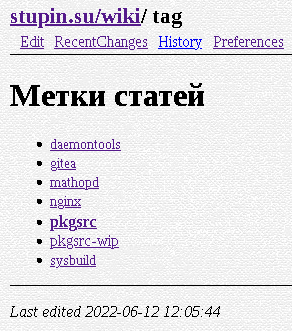 stupin.su/wiki/ tag
Edit RecentChanges History Preferences
Метки статей
daemontools
gitea
mathopd
nginx
pkgsrc
pkgsrc-wip
sysbuild
Last edited 2022-06-12 12:05:44